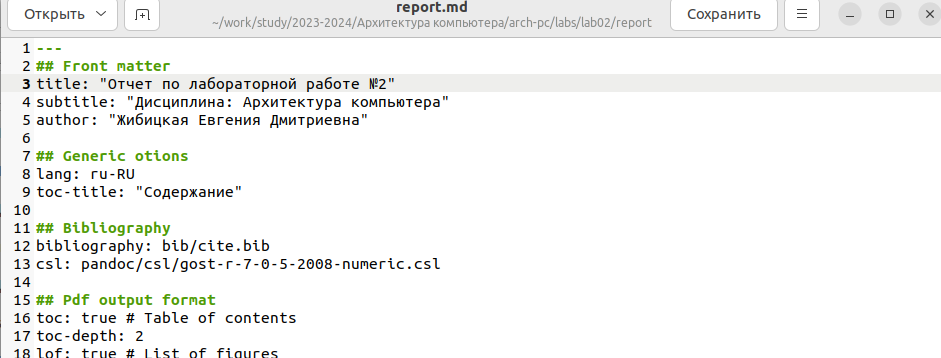 Открыть
report.md
~/work/study/2023-2024/Архитектура компьютера/arch-pc/labs/lab02/report
Сохранить
1 ---
2 ## Front matter
3 title: "Отчет по лабораторной работе №2"
4 subtitle: "Дисциплина: Архитектура компьютера"
5 author: "Жибицкая Евгения Дмитриевна"
6
7 ## Generic otions
8 lang: ru-RU
9 toc-title: "Содержание"
10
11 ## Bibliography
12 bibliography: bib/cite.bib
13 csl: pandoc/csl/gost-r-7-0-5-2008-numeric.csl
14
15 ## Pdf output format
16 toc: true # Table of contents
17 toc-depth: 2
18 lof: true # List of figures